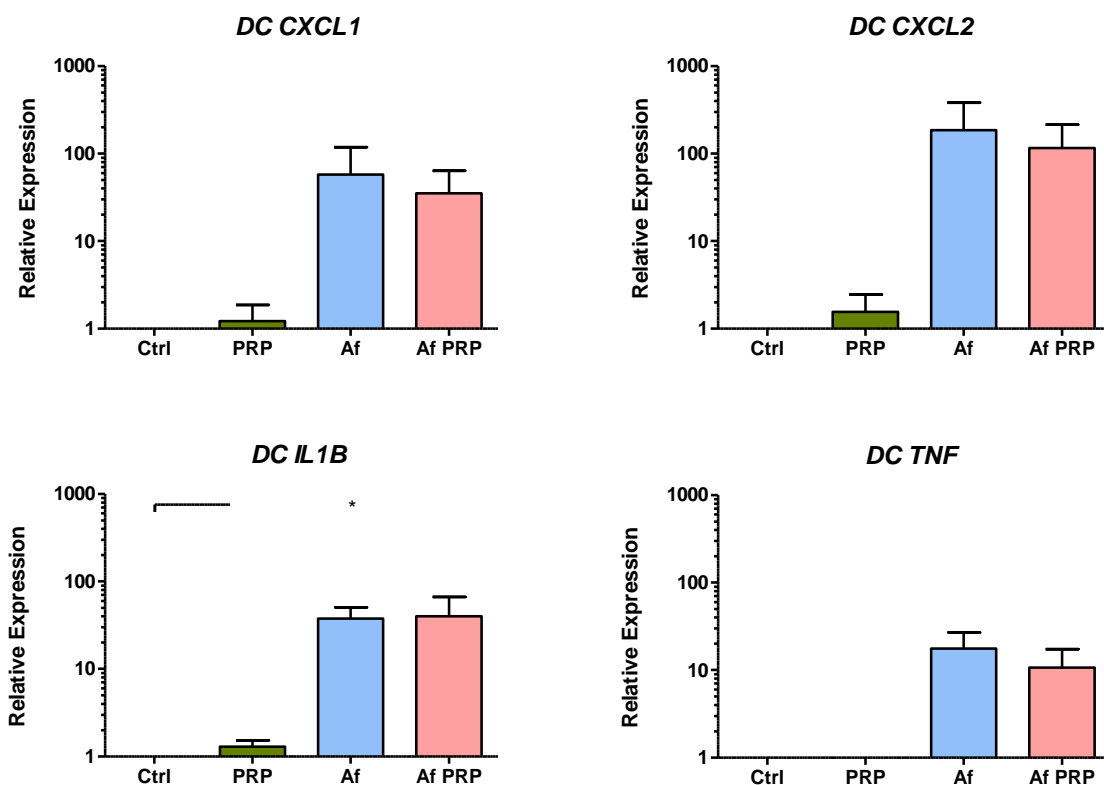 DC CXCL1
Relative Expression
1000
100
10
1
Ctrl PRP Af Af PRP
DC CXCL2
Relative Expression
1000
100
10
1
Ctrl PRP Af Af PRP
DC IL1B
Relative Expression
1000
100
10
1
*
Ctrl PRP Af Af PRP
DC TNF
Relative Expression
1000
100
10
1
Ctrl PRP Af Af PRP